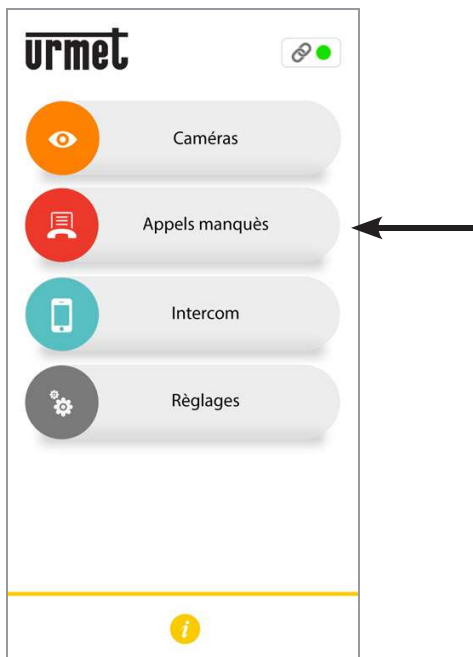 urmet
Caméras
Appels manquès
Intercom
Règlages
i